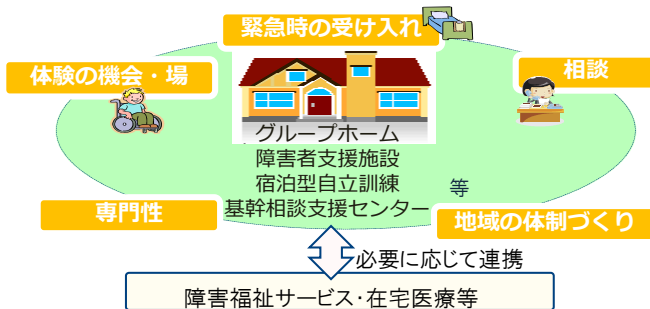 緊急時の受け入れ
体験の機会・場
相談
グループホーム
障害者支援施設
宿泊型自立訓練
等
基幹相談支援センター
専門性
地域の体制づくり
必要に応じて連携
障害福祉サービス・在宅医療等